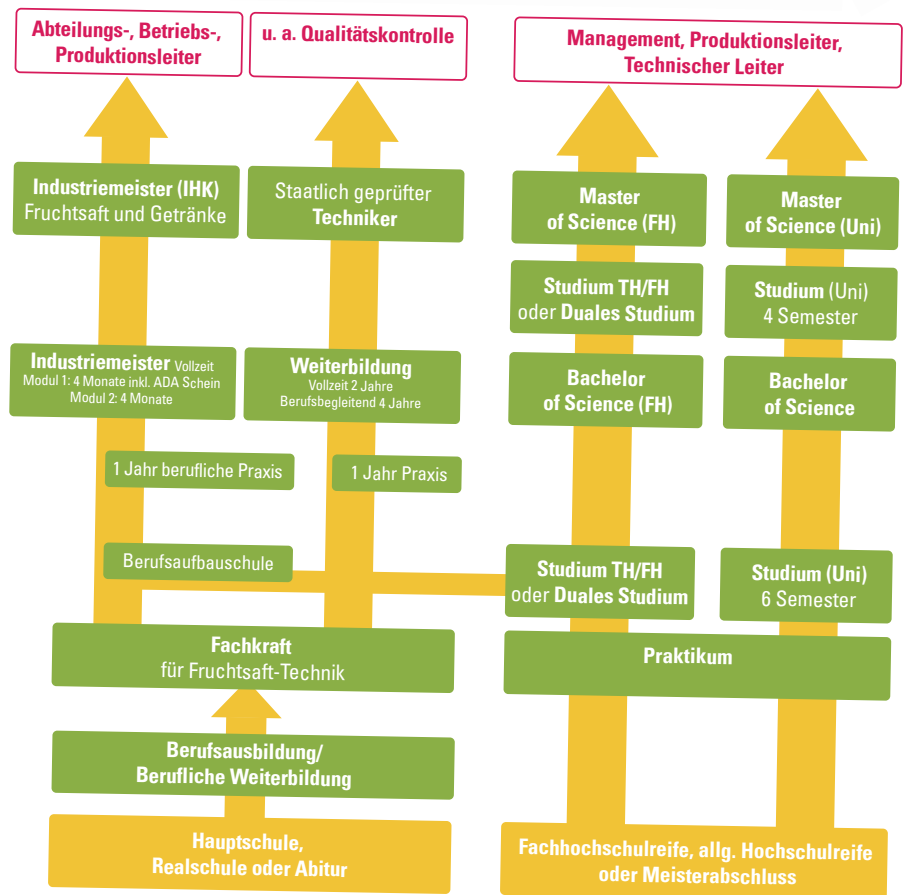 Abteilungs-, Betriebs-,
Produktionsleiter
u. a. Qualitätskontrolle
Management, Produktionsleiter,
Technischer Leiter
Industriemeister (IHK)
Fruchtsaft und Getränke
Staatlich geprüfter
Techniker
Master
of Science (FH)
Master
of Science (Uni)
Studium TH/FH
oder Duales Studium
Studium (Uni)
4 Semester
Industriemeister Vollzeit
Modul 1: 4 Monate inkl. ADA Schein
Modul 2: 4 Monate
Weiterbildung
Vollzeit 2 Jahre
Berufsbegleitend 4 Jahre
Bachelor
of Science (FH)
Bachelor
of Science
1 Jahr berufliche Praxis
1 Jahr Praxis
Berufsaufbauschule
Studium TH/FH
oder Duales Studium
Studium (Uni)
6 Semester
Fachkraft
für Fruchtsaft-Technik
Praktikum
Berufsausbildung/
Berufliche Weiterbildung
Hauptschule,
Realschule oder Abitur
Fachhochschulreife, allg. Hochschulreife
oder Meisterabschluss